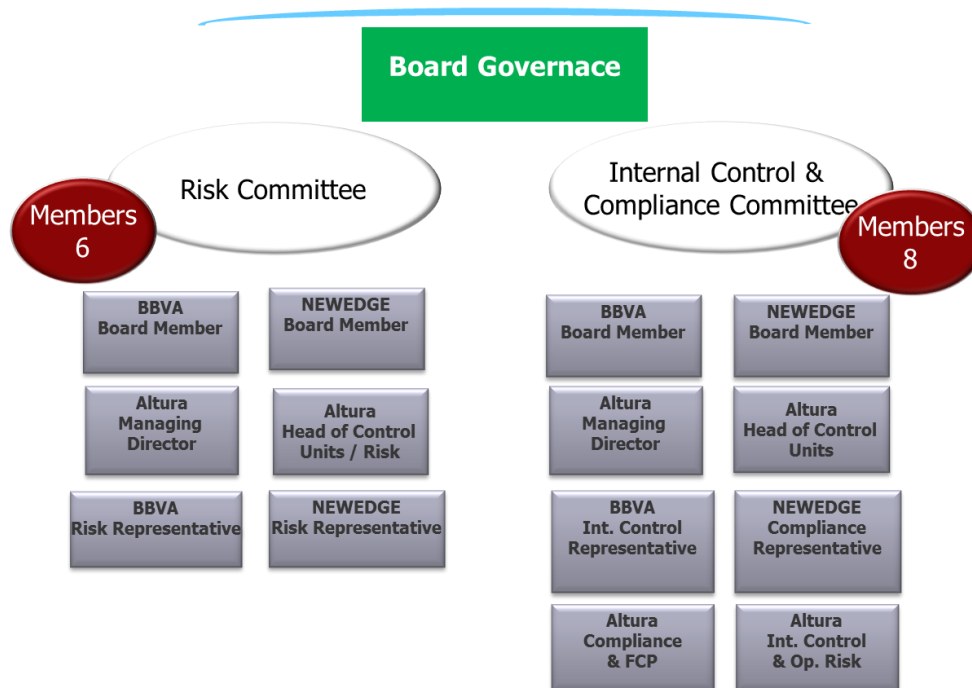 Board Governace
Risk Committee
Members
6
BBVA
Board Member
NEWEDGE
Board Member
Altura
Managing
Director
Altura
Head of Control
Units / Risk
BBVA
Risk Representative
NEWEDGE
Risk Representative
Internal Control &
Compliance Committee
Members
8
BBVA
Board Member
NEWEDGE
Board Member
Altura
Managing
Director
Altura
Head of Control
Units
BBVA
Int. Control
Representative
NEWEDGE
Compliance
Representative
Altura
Compliance
& FCP
Altura
Int. Control
& Op. Risk